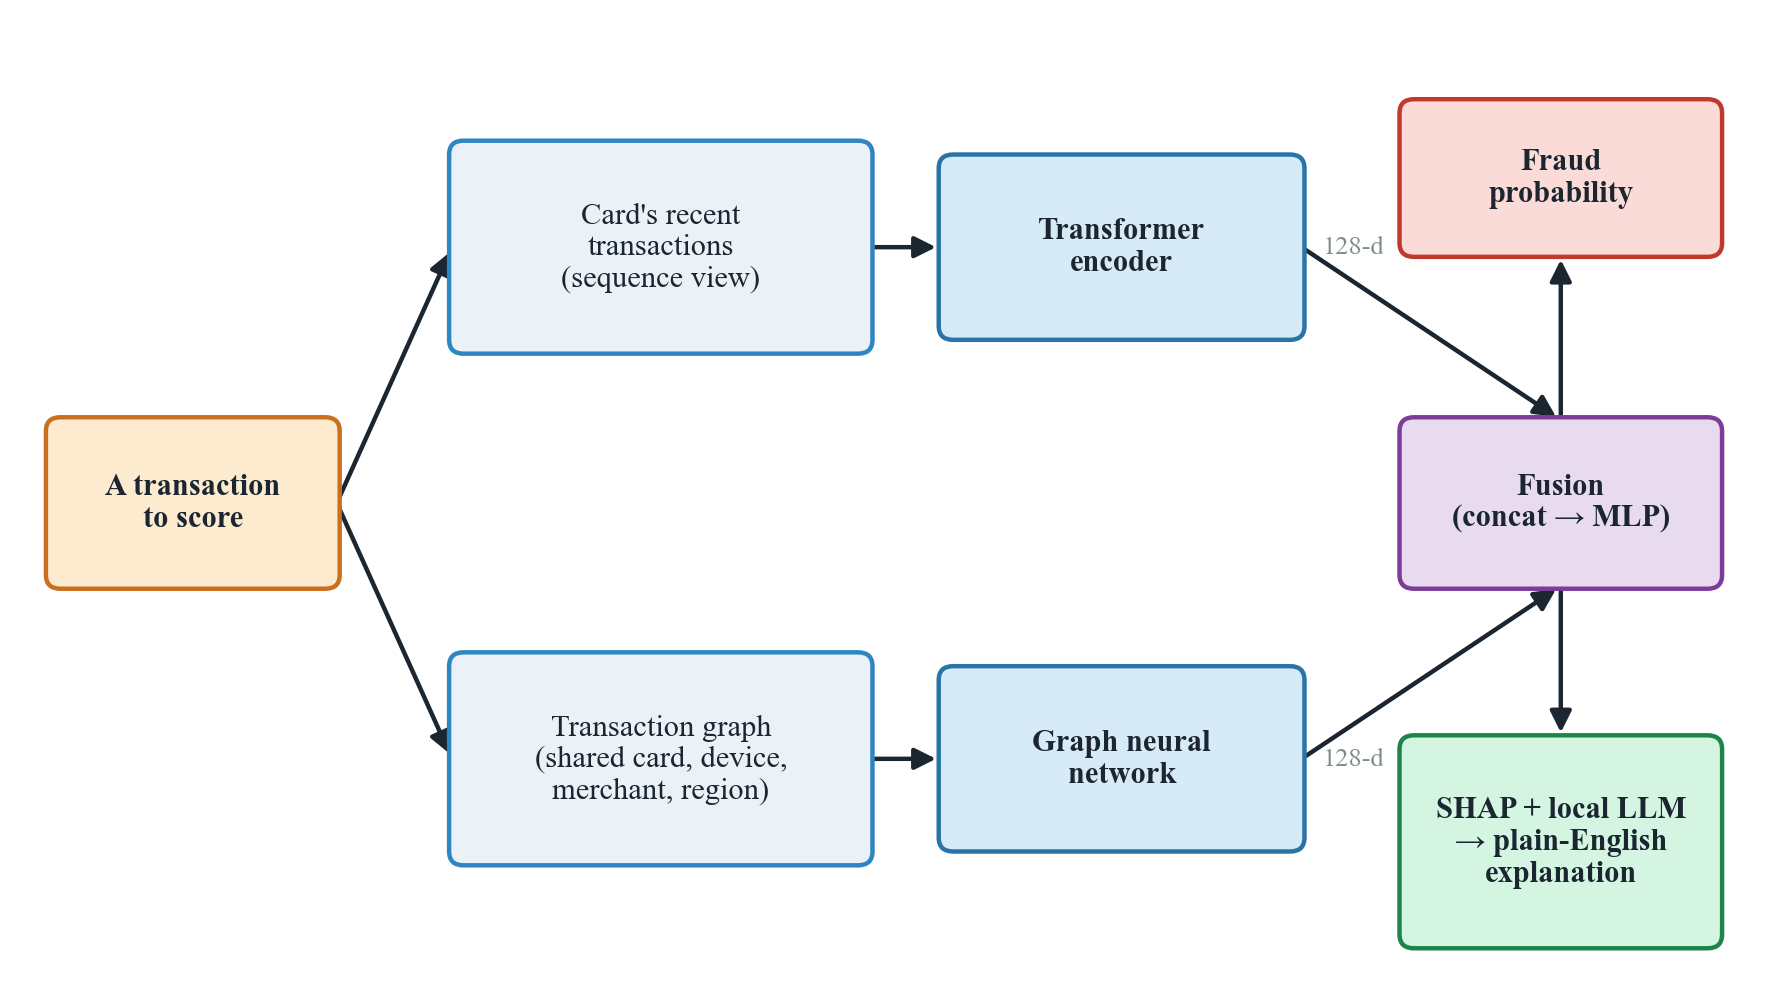 A transaction
to score
Card's recent
transactions
(sequence view)
Transformer
encoder
128-d
Transaction graph
(shared card, device,
merchant, region)
Graph neural
network
128-d
Fusion
(concat → MLP)
Fraud
probability
SHAP + local LLM
→ plain-English
explanation